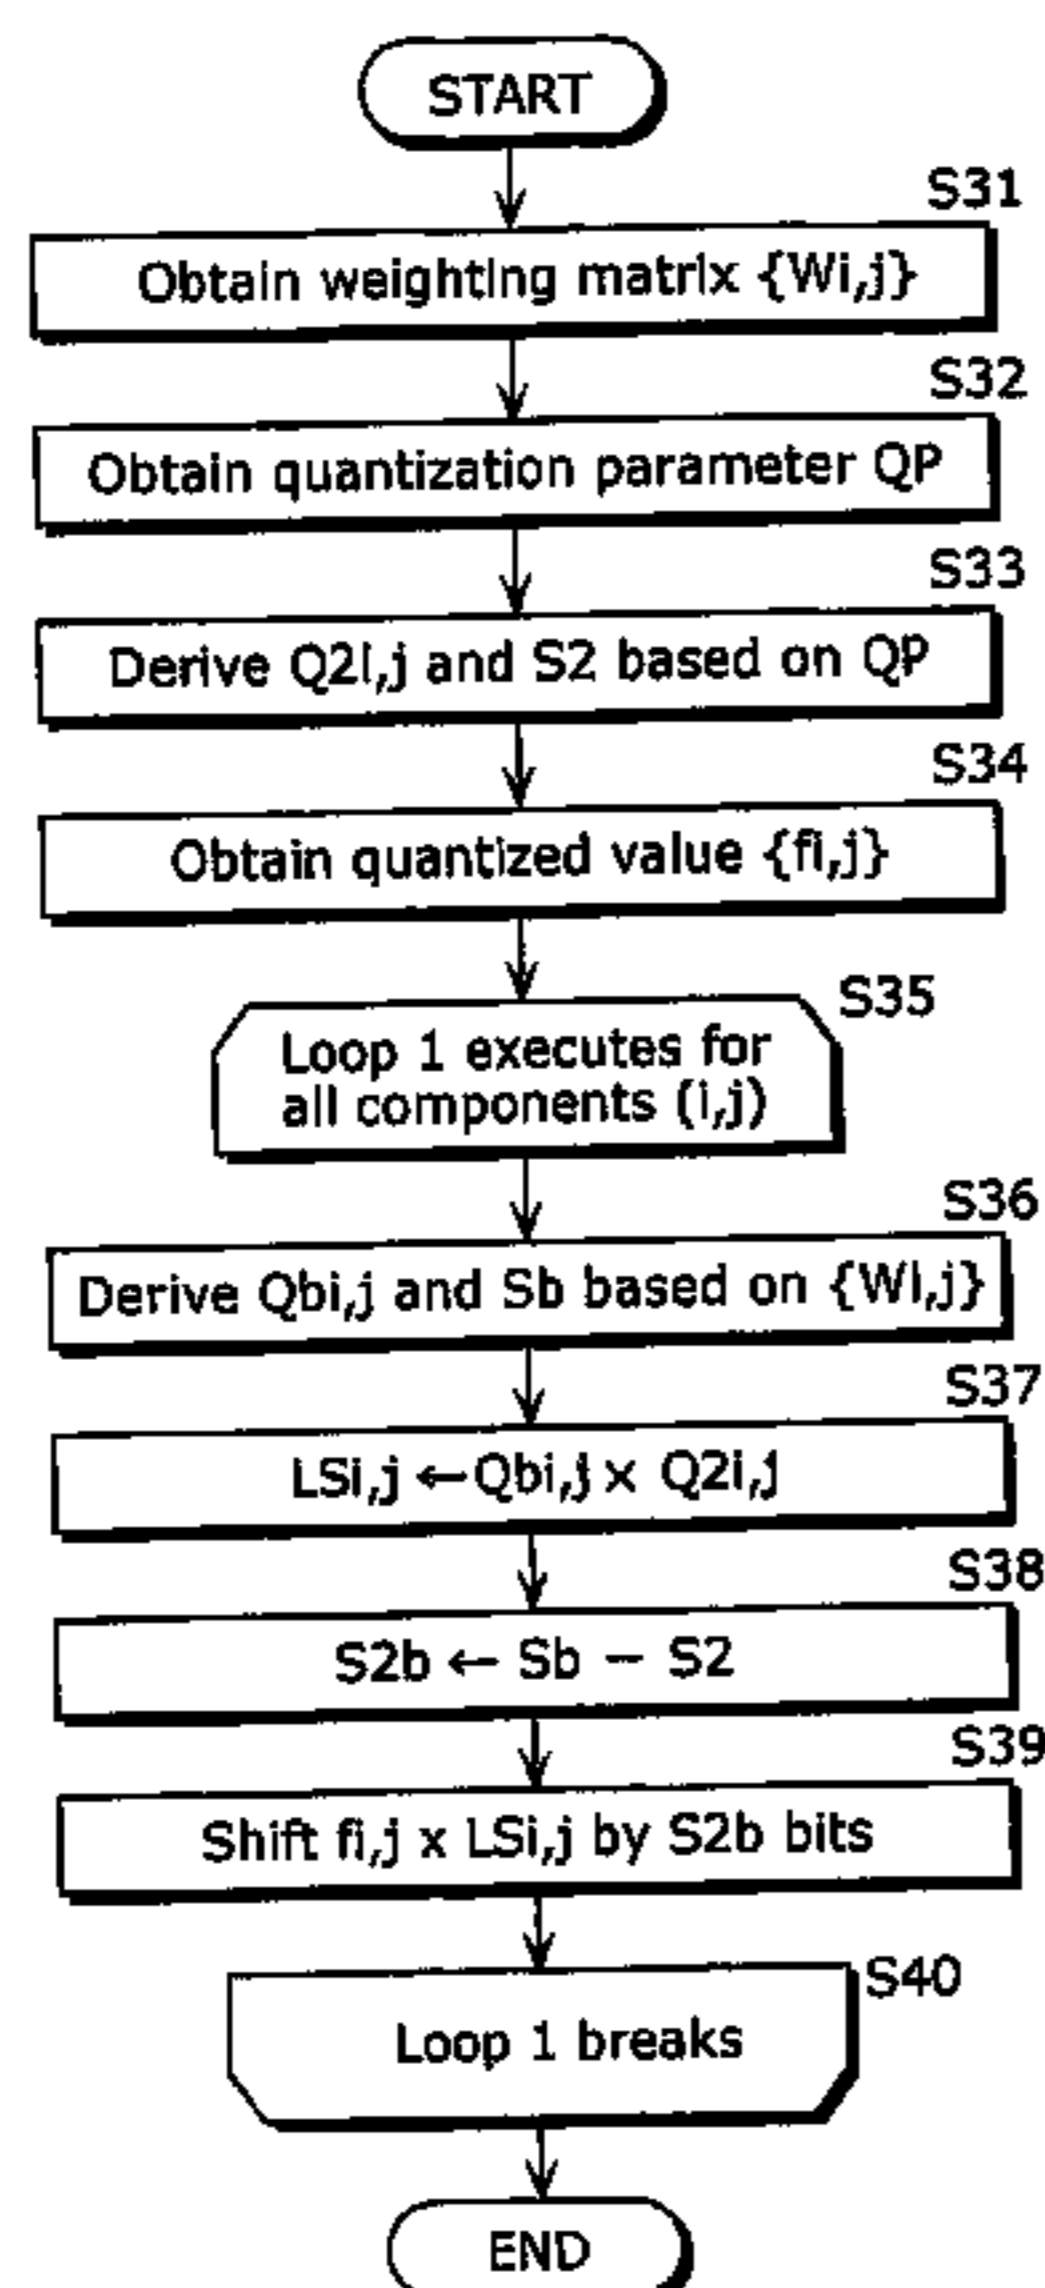 START
S31
Obtain weighting matrix {Wi,j}
S32
Obtain quantization parameter QP
S33
Derive Q2i,j and S2 based on QP
S34
Obtain quantized value {fi,j}
S35
Loop 1 executes for
all components (i,j)
S36
Derive Qbi,j and Sb based on {Wi,j}
S37
LSi,j ← Qbi,j x Q2i,j
S38
S2b ← Sb − S2
S39
Shift fi,j x LSi,j by S2b bits
S40
Loop 1 breaks
END